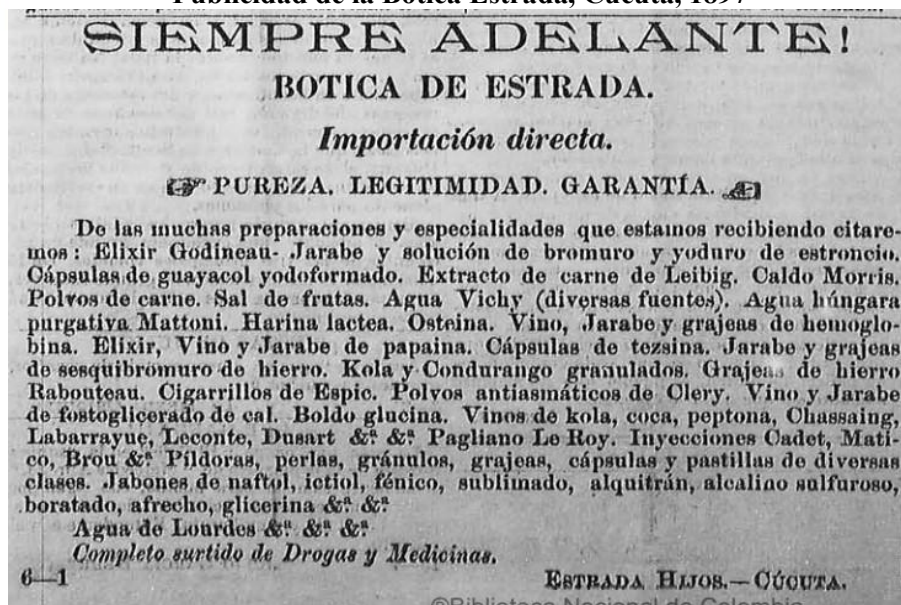 Publicidad de la Botica Estrada, Cúcuta, 1897
SIEMPRE ADELANTE!
BOTICA DE ESTRADA.
Importación directa.
☞ PUREZA. LEGITIMIDAD. GARANTÍA. ☜
De las muchas preparaciones y especialidades que estamos recibiendo citare-
mos: Elixir Godineau- Jarabe y solución de bromuro y yoduro de estroncio.
Cápsulas de guayacol yodoformado. Extracto de carne de Leibig. Caldo Morris.
Polvos de carne. Sal de frutas. Agua Vichy (diversas fuentes). Agua húngara
purgativa Mattoni. Harina lactea. Osteina. Vino, Jarabe y grajeas de hemoglo-
bina. Elixir, Vino y Jarabe de papaina. Cápsulas de tezsina. Jarabe y grajeas
de sesquibromuro de hierro. Kola y Condurango granulados. Grajeas de hierro
Rabouteau. Cigarrillos de Espic. Polvos antiasmáticos de Clery. Vino y Jarabe
de fostoglicerado de cal. Boldo glucina. Vinos de kola, coca, peptona, Chassaing,
Labarrayue, Leconte, Dusart &ª &ª Pagliano Le Roy. Inyecciones Cadet, Mati-
co, Brou &ª Píldoras, perlas, gránulos, grajeas, cápsulas y pastillas de diversas
clases. Jabones de naftol, ictiol, fénico, sublimado, alquitrán, alcalino sulfuroso,
boratado, afrecho, glicerina &ª &ª
Agua de Lourdes &ª &ª &ª
Completo surtido de Drogas y Medicinas.
6—1 ESTRADA HIJOS.—CÚCUTA.
©Biblioteca Nacional de Colombia